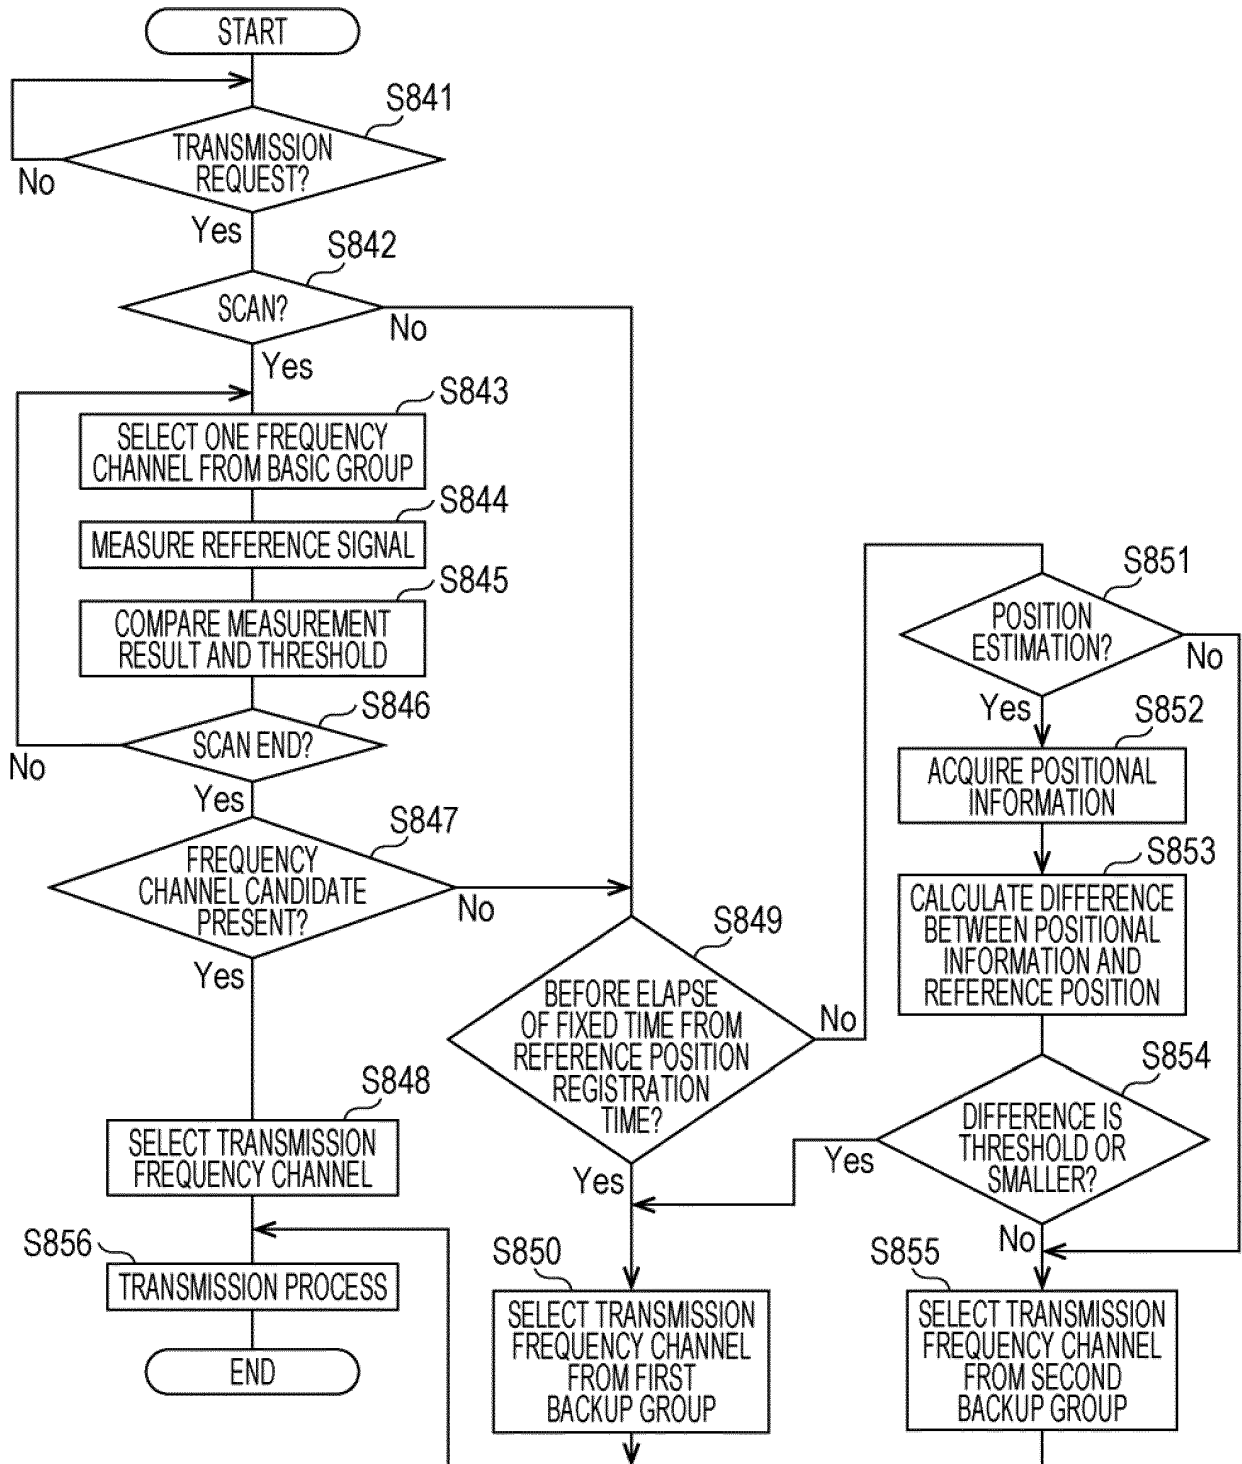 START
S841
TRANSMISSION
REQUEST?
No
Yes
S842
SCAN?
No
Yes
S843
SELECT ONE FREQUENCY
CHANNEL FROM BASIC GROUP
S844
MEASURE REFERENCE SIGNAL
S845
COMPARE MEASUREMENT
RESULT AND THRESHOLD
S846
SCAN END?
No
Yes
S847
FREQUENCY
CHANNEL CANDIDATE
PRESENT?
No
Yes
S848
SELECT TRANSMISSION
FREQUENCY CHANNEL
S856
TRANSMISSION PROCESS
END
S849
BEFORE ELAPSE
OF FIXED TIME FROM
REFERENCE POSITION
REGISTRATION
TIME?
No
Yes
S850
SELECT TRANSMISSION
FREQUENCY CHANNEL
FROM FIRST
BACKUP GROUP
S851
POSITION
ESTIMATION?
No
Yes
S852
ACQUIRE POSITIONAL
INFORMATION
S853
CALCULATE DIFFERENCE
BETWEEN POSITIONAL
INFORMATION AND
REFERENCE POSITION
S854
DIFFERENCE IS
THRESHOLD OR
SMALLER?
Yes
No
S855
SELECT TRANSMISSION
FREQUENCY CHANNEL
FROM SECOND
BACKUP GROUP